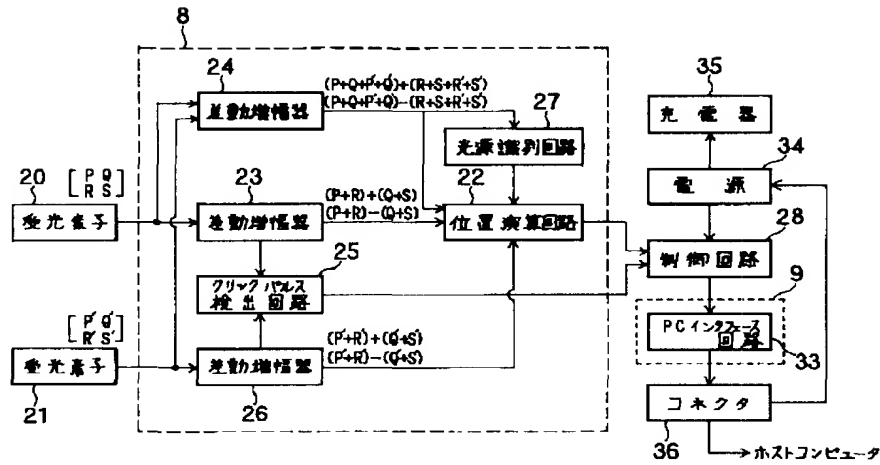 8
24
差動増幅器
(P+Q+P'+Q')+(R+S+R'+S')
(P+Q+P'+Q')-(R+S+R'+S')
27
光源識別回路
35
充電器
34
電源
20
P Q
R S
受光素子
23
差動増幅器
(P+R)+(Q+S)
(P+R)-(Q+S)
22
位置演算回路
28
制御回路
25
クリックパルス
検出回路
9
PCインタフェース
回路
33
21
P' Q'
R' S'
受光素子
26
差動増幅器
(P'+R')+(Q'+S')
(P'+R')-(Q'+S')
コネクタ
36
ホストコンピュータ